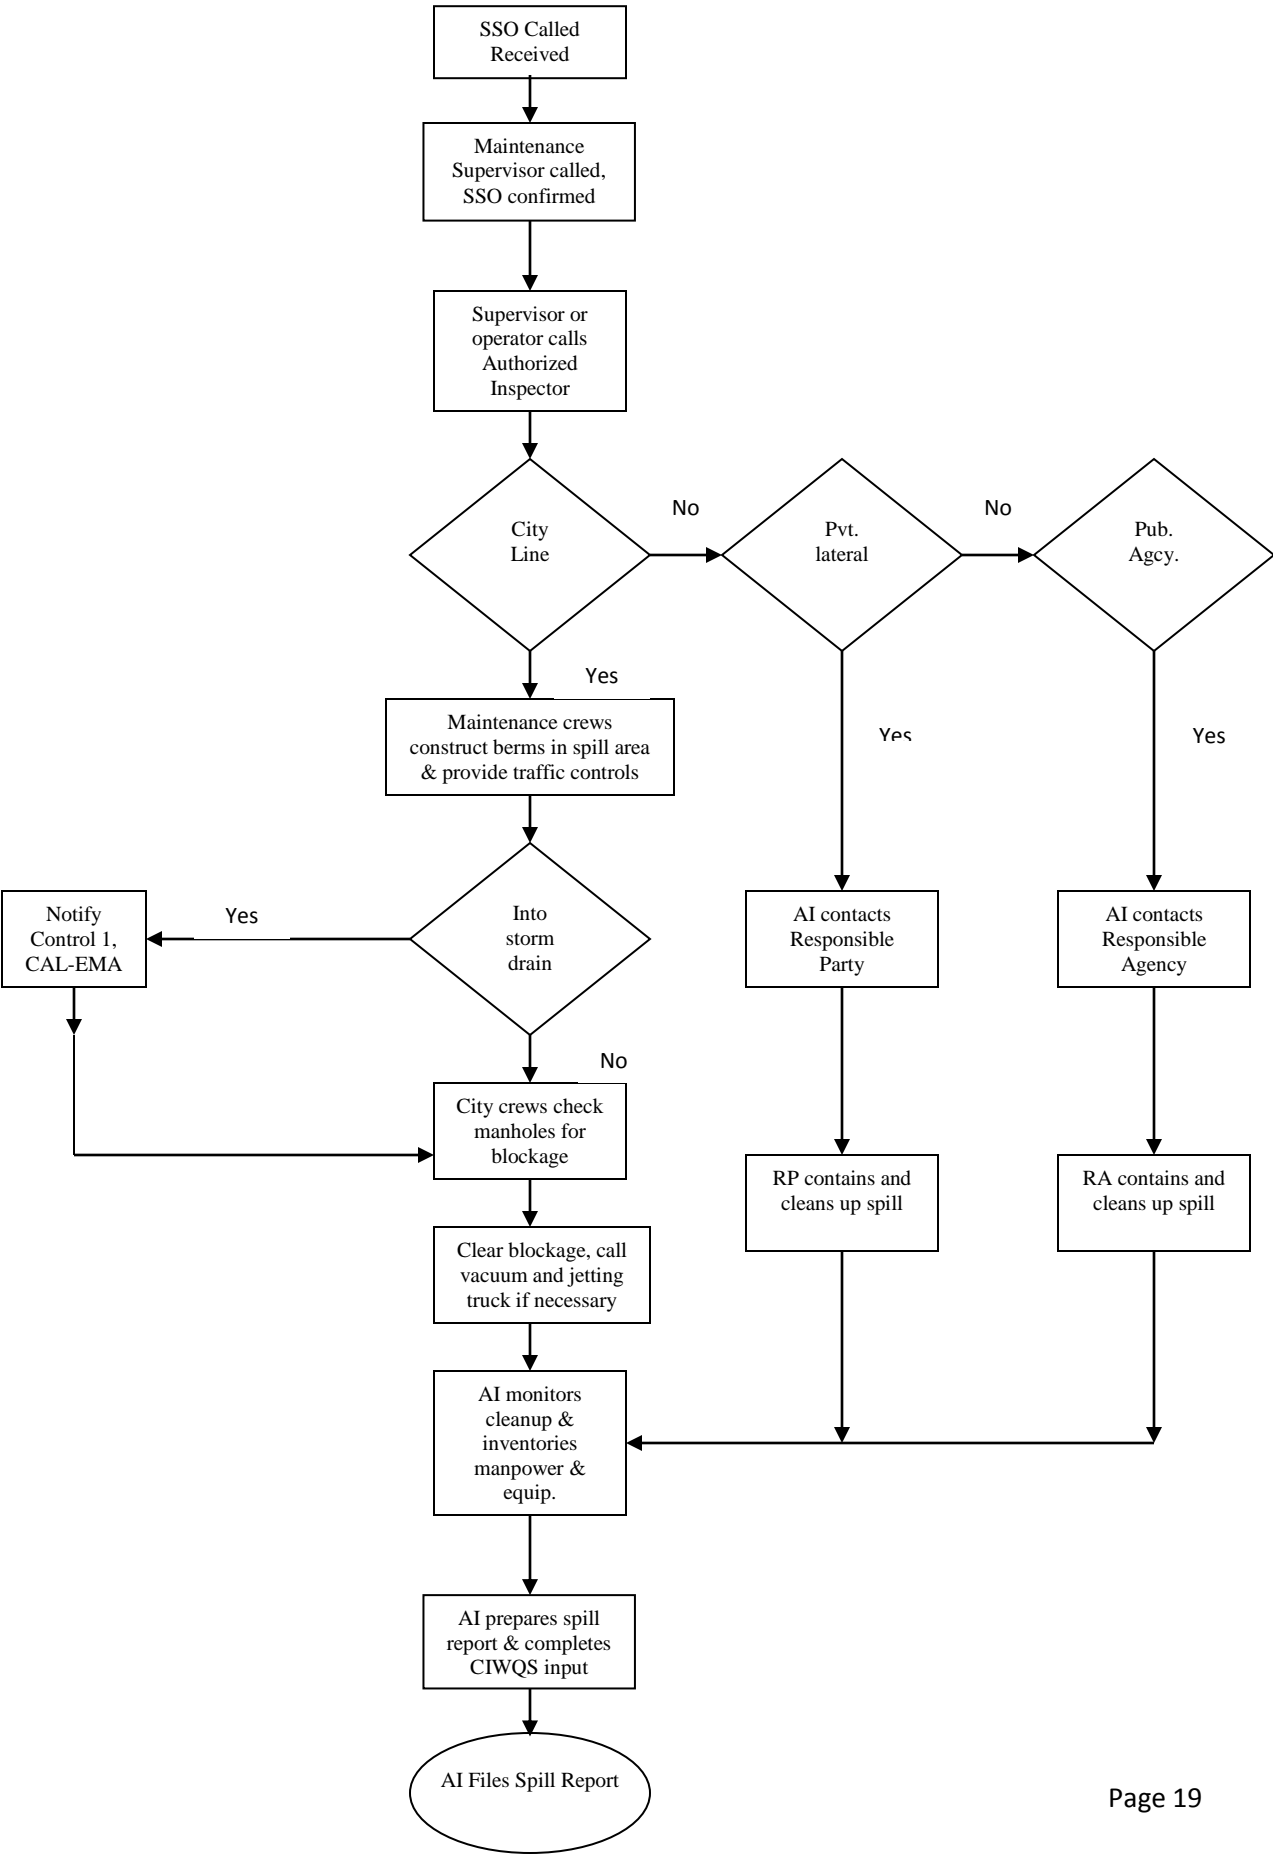 SSO Called
Received
Maintenance
Supervisor called,
SSO confirmed
Supervisor or
operator calls
Authorized
Inspector
City
Line
No
Pvt.
lateral
No
Pub.
Agcy.
Yes
Maintenance crews
construct berms in spill area
& provide traffic controls
Yes
Yes
Into
storm
drain
Yes
Notify
Control 1,
CAL-EMA
AI contacts
Responsible
Party
AI contacts
Responsible
Agency
No
City crews check
manholes for
blockage
RP contains and
cleans up spill
RA contains and
cleans up spill
Clear blockage, call
vacuum and jetting
truck if necessary
AI monitors
cleanup &
inventories
manpower &
equip.
AI prepares spill
report & completes
CIWQS input
AI Files Spill Report
Page 19